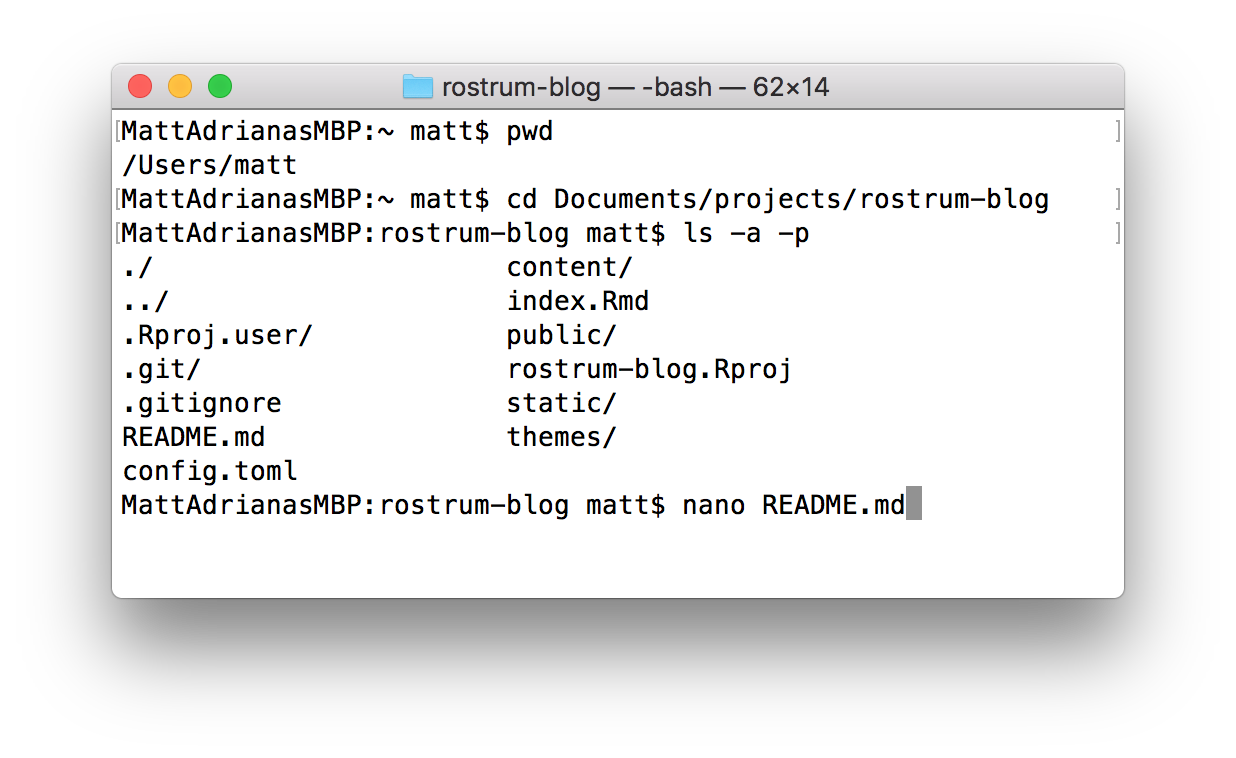 rostrum-blog — -bash — 62×14
[MattAdrianasMBP:~ matt$ pwd ]
/Users/matt
[MattAdrianasMBP:~ matt$ cd Documents/projects/rostrum-blog ]
[MattAdrianasMBP:rostrum-blog matt$ ls -a -p ]
./ content/
../ index.Rmd
.Rproj.user/ public/
.git/ rostrum-blog.Rproj
.gitignore static/
README.md themes/
config.toml
MattAdrianasMBP:rostrum-blog matt$ nano README.md